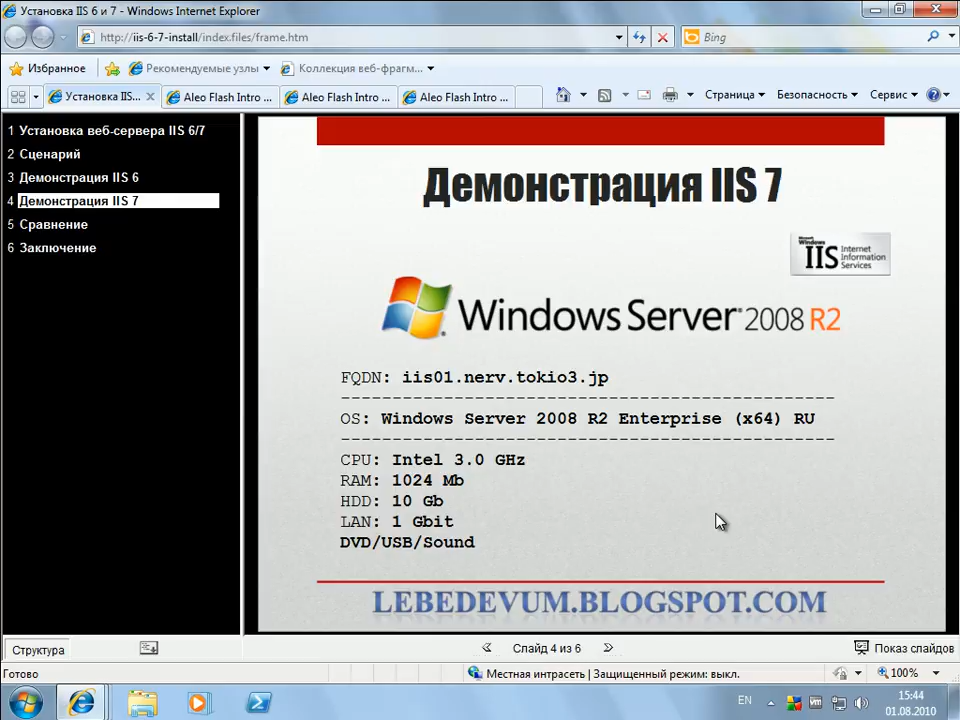 Установка IIS 6 и 7 - Windows Internet Explorer
http://iis-6-7-install/index.files/frame.htm
Bing
Избранное
Рекомендуемые узлы
Коллекция веб-фрагм...
Установка IIS...
Aleo Flash Intro ...
Aleo Flash Intro ...
Aleo Flash Intro ...
Страница
Безопасность
Сервис
1 Установка веб-сервера IIS 6/7
2 Сценарий
3 Демонстрация IIS 6
4 Демонстрация IIS 7
5 Сравнение
6 Заключение
Демонстрация IIS 7
Microsoft
Windows
IIS
Internet
Information
Services
Windows Server 2008 R2
FQDN: iis01.nerv.tokio3.jp
------------------------------------------------
OS: Windows Server 2008 R2 Enterprise (x64) RU
------------------------------------------------
CPU: Intel 3.0 GHz
RAM: 1024 Mb
HDD: 10 Gb
LAN: 1 Gbit
DVD/USB/Sound
LEBEDEVUM.BLOGSPOT.COM
Структура
Слайд 4 из 6
Показ слайдов
Готово
Местная интрасеть | Защищенный режим: выкл.
100%
EN
15:44
01.08.2010